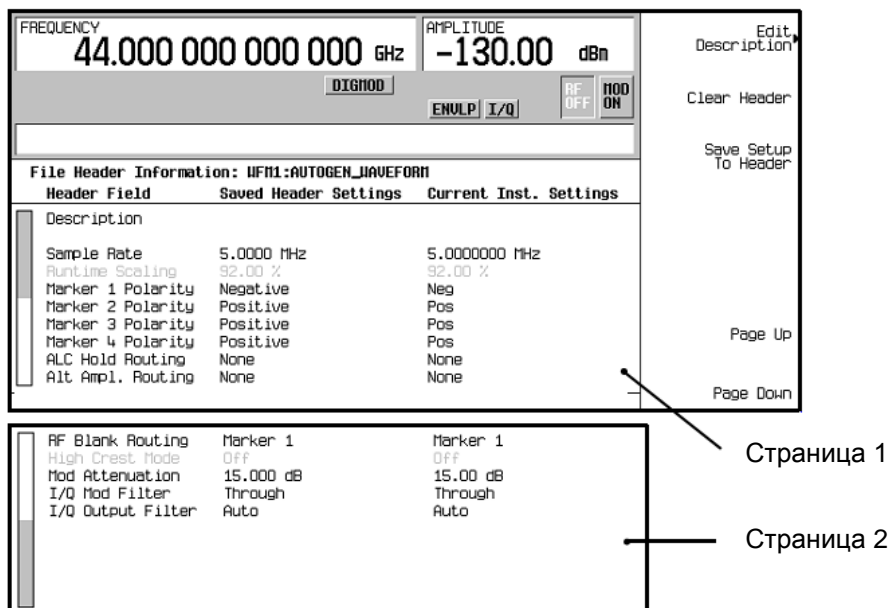 FREQUENCY
44.000 000 000 000 GHz
AMPLITUDE
-130.00 dBm
DIGMOD
ENVLP I/Q
RF OFF
MOD ON
Edit Description
Clear Header
Save Setup To Header
Page Up
Page Down
File Header Information: WFM1:AUTOGEN_WAVEFORM
Header Field Saved Header Settings Current Inst. Settings
Description
Sample Rate 5.0000 MHz 5.0000000 MHz
Runtime Scaling 92.00 % 92.00 %
Marker 1 Polarity Negative Neg
Marker 2 Polarity Positive Pos
Marker 3 Polarity Positive Pos
Marker 4 Polarity Positive Pos
ALC Hold Routing None None
Alt Ampl. Routing None None
RF Blank Routing Marker 1 Marker 1
High Crest Mode Off Off
Mod Attenuation 15.000 dB 15.00 dB
I/Q Mod Filter Through Through
I/Q Output Filter Auto Auto
Страница 1
Страница 2